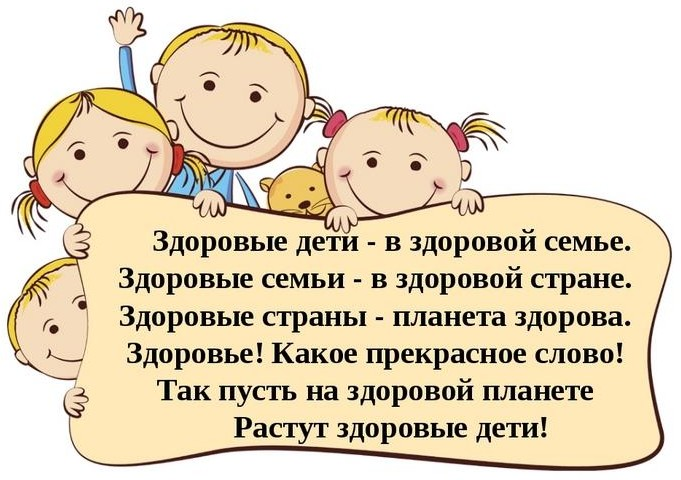 Здоровые дети - в здоровой семье.
Здоровые семьи - в здоровой стране.
Здоровые страны - планета здорова.
Здоровье! Какое прекрасное слово!
Так пусть на здоровой планете
Растут здоровые дети!